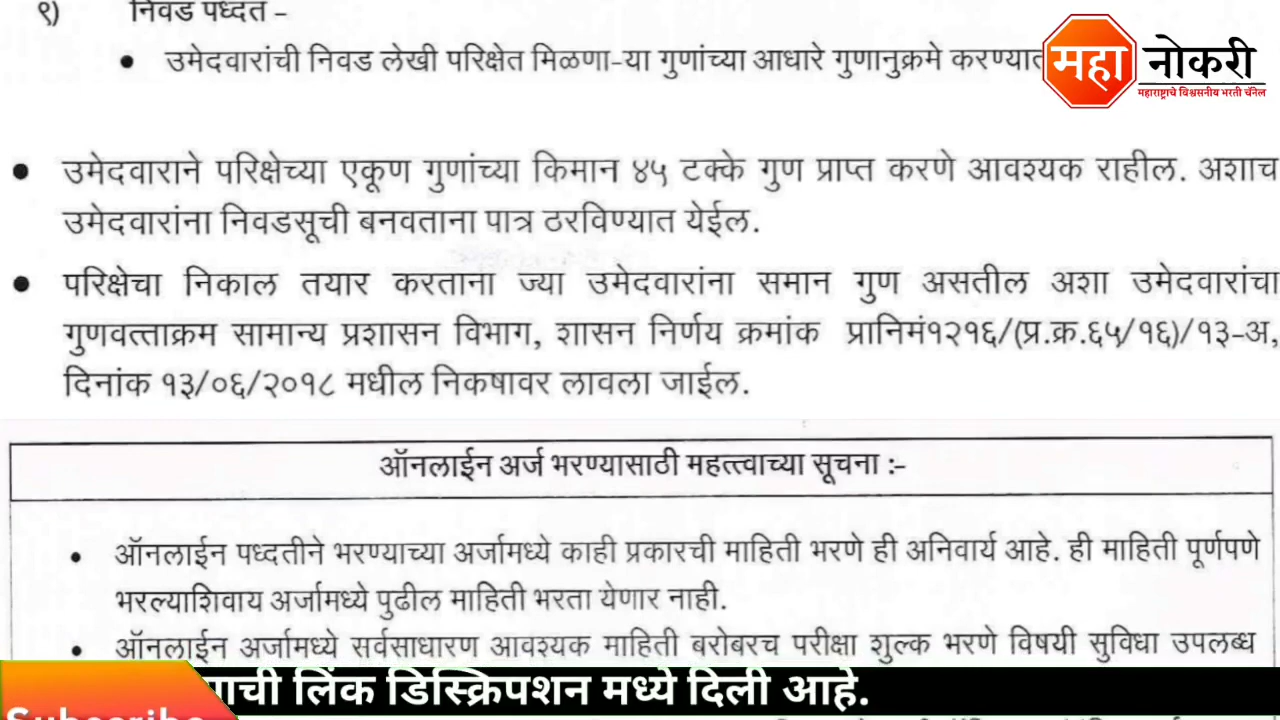 ९) निवड पध्दत -
• उमेदवारांची निवड लेखी परिक्षेत मिळणा-या गुणांच्या आधारे गुणानुक्रमे
महा नोकरी
महाराष्ट्राचे विश्वसनीय भरती चॅनेल
• उमेदवाराने परिक्षेच्या एकूण गुणांच्या किमान ४५ टक्के गुण प्राप्त करणे आवश्यक राहील. अशाच
उमेदवारांना निवडसूची बनवताना पात्र ठरविण्यात येईल.
• परिक्षेचा निकाल तयार करताना ज्या उमेदवारांना समान गुण असतील अशा उमेदवारांचा
गुणवत्ताक्रम सामान्य प्रशासन विभाग, शासन निर्णय क्रमांक प्रानिमं१२१६/(प्र.क्र.६५/१६)/१३-अ,
दिनांक १३/०६/२०१८ मधील निकषावर लावला जाईल.
ऑनलाईन अर्ज भरण्यासाठी महत्त्वाच्या सूचना :-
• ऑनलाईन पध्दतीने भरण्याच्या अर्जामध्ये काही प्रकारची माहिती भरणे ही अनिवार्य आहे. ही माहिती पूर्णपणे
भरल्याशिवाय अर्जामध्ये पुढील माहिती भरता येणार नाही.
• ऑनलाईन अर्जामध्ये सर्वसाधारण आवश्यक माहिती बरोबरच परीक्षा शुल्क भरणे विषयी सुविधा उपलब्ध
लिंक डिस्क्रिपशन मध्ये दिली आहे.
Subscribe